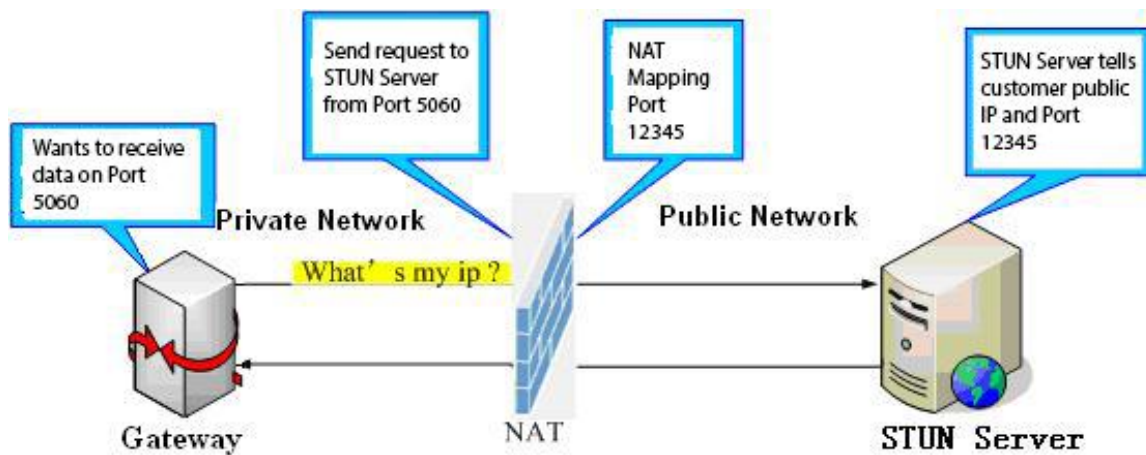 Send request to
STUN Server
from Port 5060
NAT
Mapping
Port
12345
STUN Server tells
customer public
IP and Port
12345
Wants to receive
data on Port
5060
Private Network
Public Network
What’s my ip ?
Gateway
NAT
STUN Server